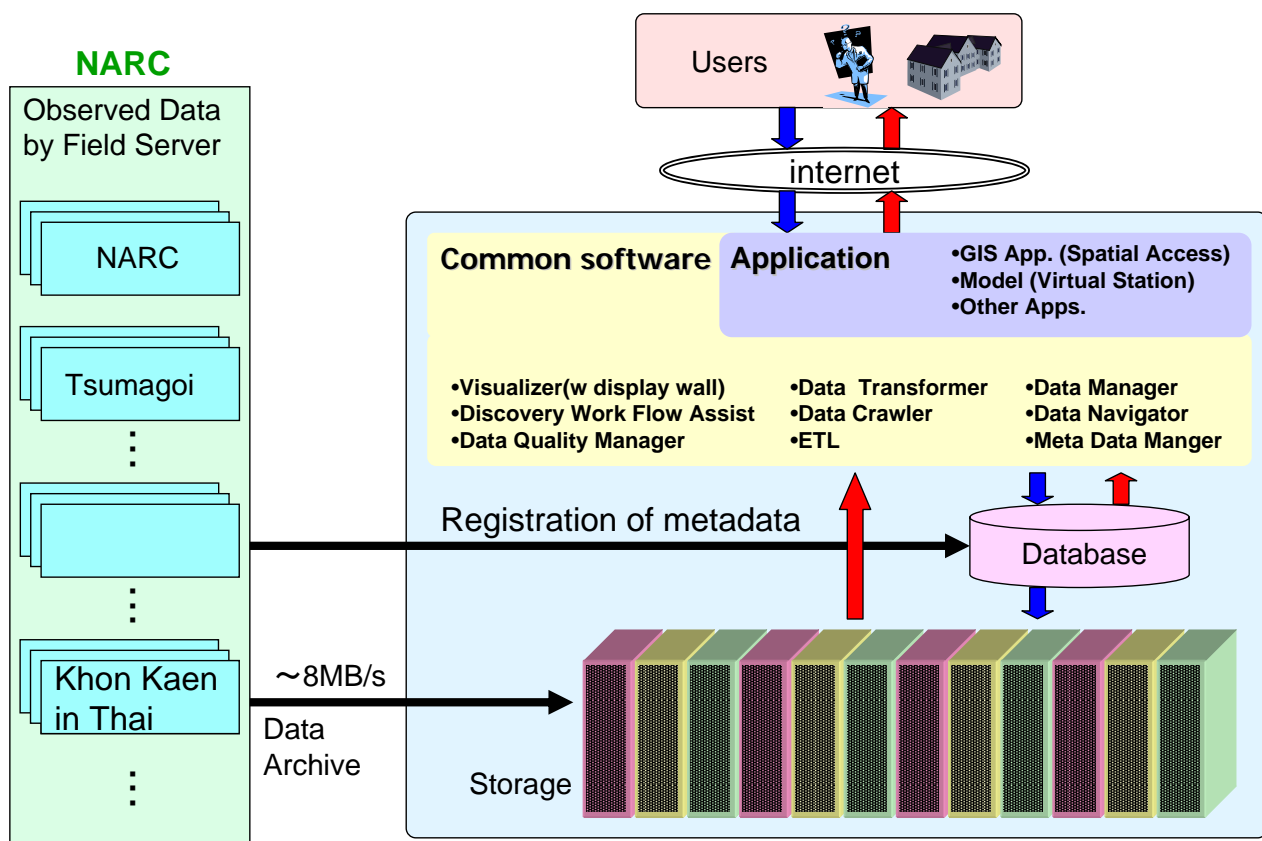 NARC
Observed Data
by Field Server
NARC
Tsumagoi
Khon Kaen
in Thai
～8MB/s
Data
Archive
Users
internet
Common software
Application
•GIS App. (Spatial Access)
•Model (Virtual Station)
•Other Apps.
•Visualizer(w display wall)
•Discovery Work Flow Assist
•Data Quality Manager
•Data Transformer
•Data Crawler
•ETL
•Data Manager
•Data Navigator
•Meta Data Manger
Registration of metadata
Database
Storage